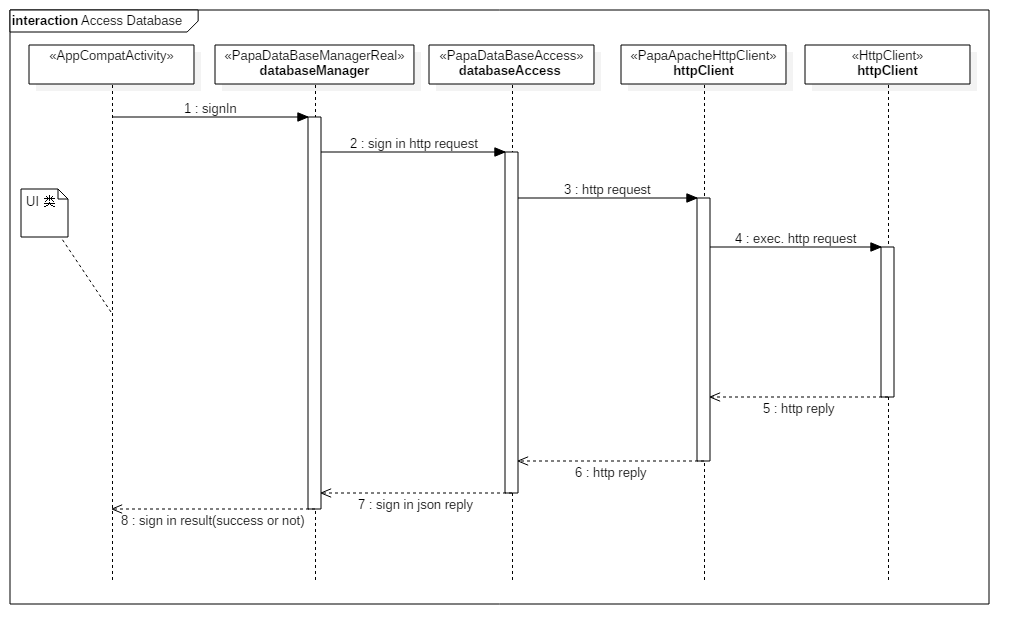 interaction Access Database
«AppCompatActivity»
«PapaDataBaseManagerReal»
databaseManager
«PapaDataBaseAccess»
databaseAccess
«PapaApacheHttpClient»
httpClient
«HttpClient»
httpClient
1 : signIn
2 : sign in http request
3 : http request
UI 类
4 : exec. http request
5 : http reply
6 : http reply
7 : sign in json reply
8 : sign in result(success or not)